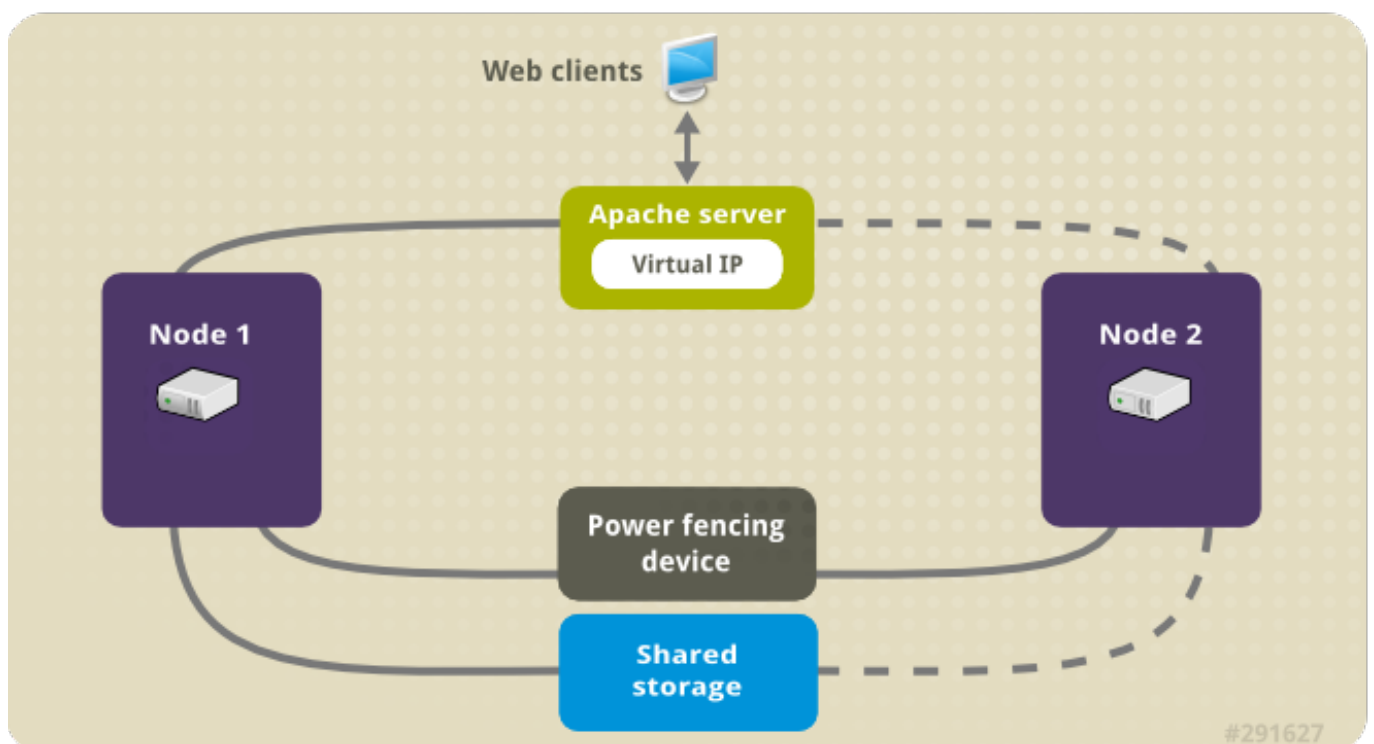 Web clients
Apache server
Virtual IP
Node 1
Node 2
Power fencing
device
Shared
storage
#291627